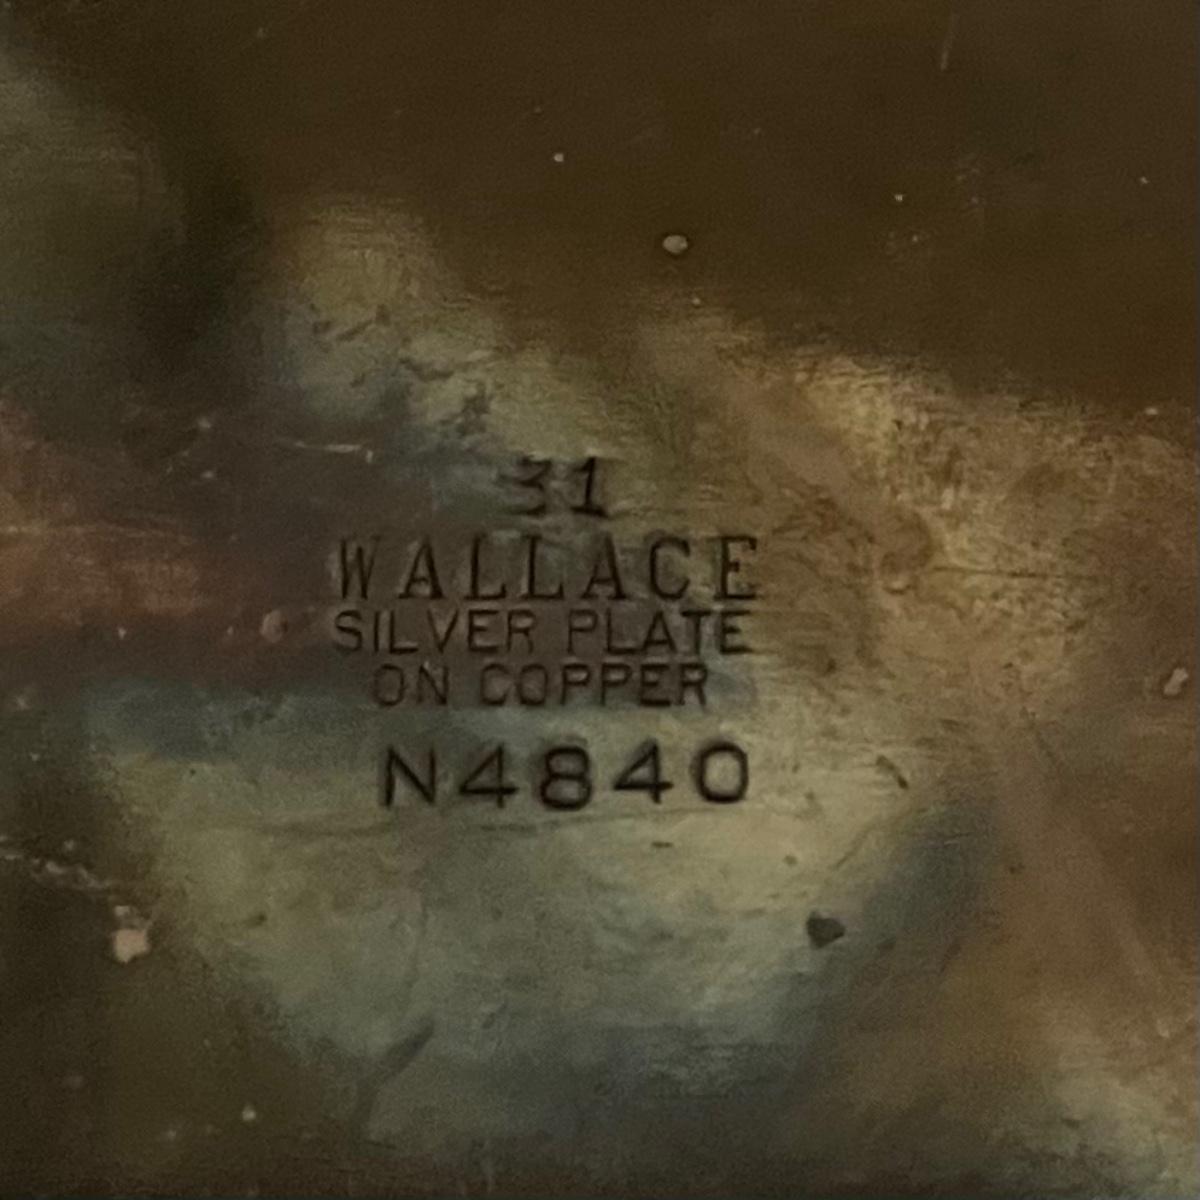 31
WALLACE
SILVER PLATE
ON COPPER
N4840